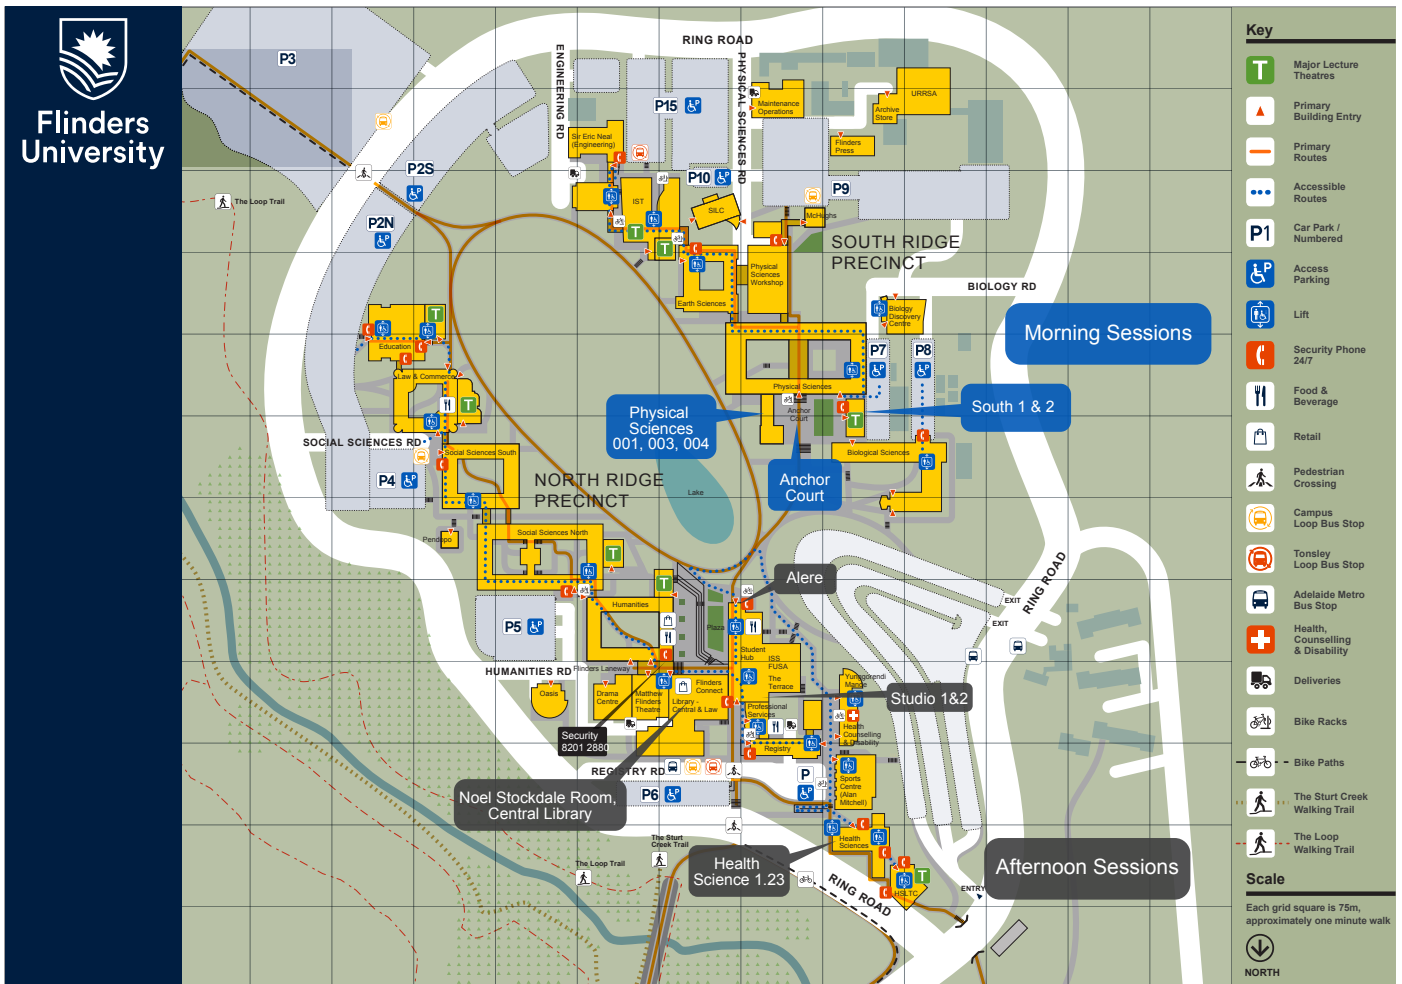 Flinders
University
P3
RING ROAD
ENGINEERING RD
PHYSICAL SCIENCES RD
P15
Maintenance
Operations
URRSA
Archive
Store
Flinders
Press
Sir Eric Neal
(Engineering)
P2S
P10
P9
The Loop Trail
IST
SILC
McHughs
P2N
SOUTH RIDGE
PRECINCT
Physical
Sciences
Workshop
BIOLOGY RD
Earth Sciences
Biology
Discovery
Centre
Morning Sessions
Education
P7
P8
Law & Commerce
Physical Sciences
Physical
Sciences
001, 003, 004
Anchor
Court
South 1 & 2
SOCIAL SCIENCES RD
Social Sciences South
Biological Sciences
P4
NORTH RIDGE
PRECINCT
Anchor
Court
Lake
Pendopo
Social Sciences North
RING ROAD
Alere
EXIT
EXIT
Humanities
P5
Plaza
Student
Hub
ISS
FUSA
The
Terrace
HUMANITIES RD
Flinders Laneway
Yunggorendi
Mande
Oasis
Drama
Centre
Matthew
Flinders
Theatre
Flinders
Connect
Library -
Central & Law
Studio 1&2
Professional
Services
Health
Counselling
& Disability
Security
8201 2880
Registry
REGISTRY RD
P
P6
Noel Stockdale Room,
Central Library
Sports
Centre
(Alan
Mitchell)
The Sturt
Creek Trail
The Loop Trail
Health
Sciences
Health
Science 1.23
RING ROAD
HSLTC
ENTRY
Afternoon Sessions
Key
T
Major Lecture
Theatres
Primary
Building Entry
Primary
Routes
Accessible
Routes
P1
Car Park /
Numbered
Access
Parking
Lift
Security Phone
24/7
Food &
Beverage
Retail
Pedestrian
Crossing
Campus
Loop Bus Stop
Tonsley
Loop Bus Stop
Adelaide Metro
Bus Stop
Health,
Counselling
& Disability
Deliveries
Bike Racks
Bike Paths
The Sturt Creek
Walking Trail
The Loop
Walking Trail
Scale
Each grid square is 75m,
approximately one minute walk
NORTH